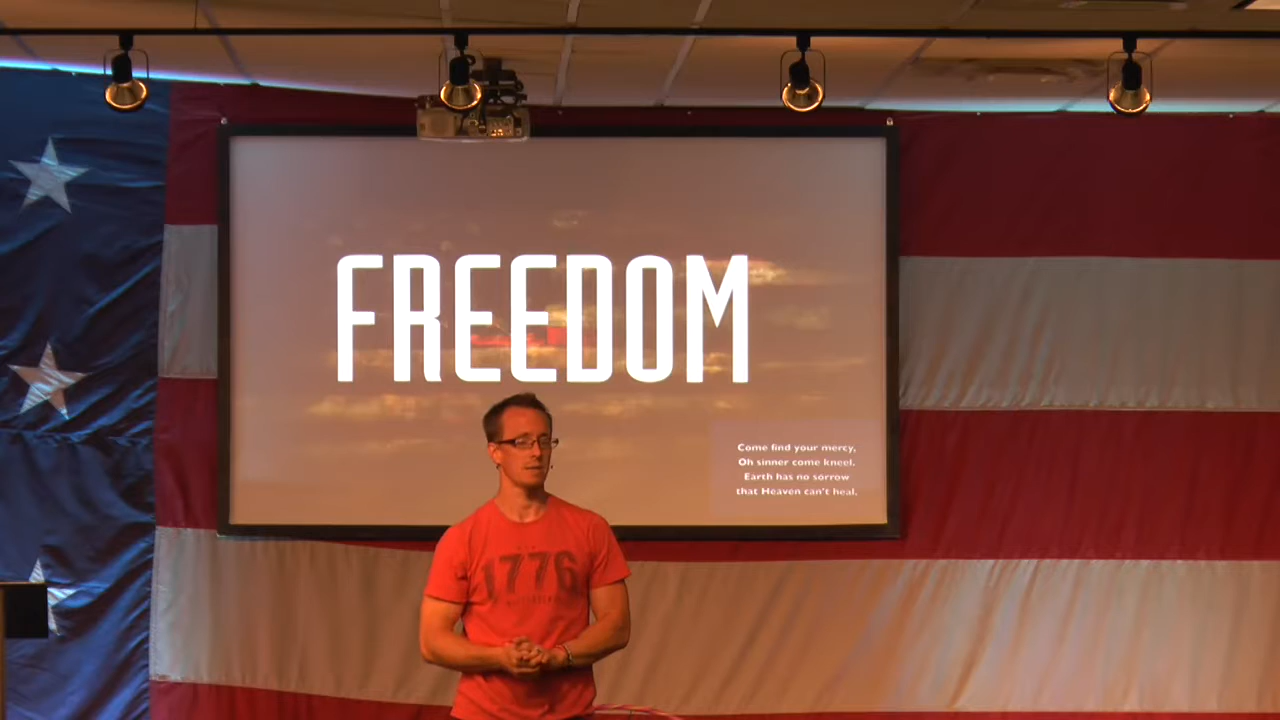 FREEDOM
Come find your mercy,
Oh sinner come kneel.
Earth has no sorrow
that Heaven can't heal.
1776